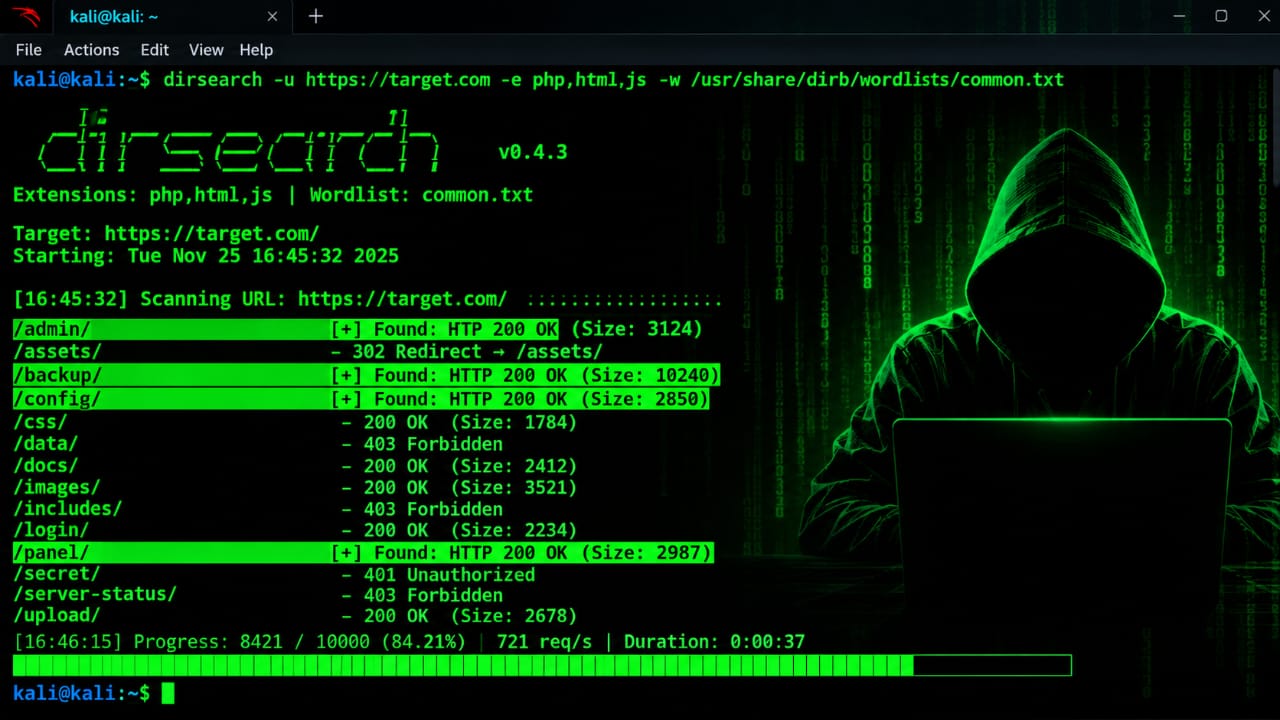 kali@kali: ~
File Actions Edit View Help
kali@kali:~$ dirsearch -u https://target.com -e php,html,js -w /usr/share/dirb/wordlists/common.txt
dirsearch v0.4.3
Extensions: php,html,js | Wordlist: common.txt
Target: https://target.com/
Starting: Tue Nov 25 16:45:32 2025
[16:45:32] Scanning URL: https://target.com/ ::::::::::::::::::
/admin/ [+] Found: HTTP 200 OK (Size: 3124)
/assets/ – 302 Redirect → /assets/
/backup/ [+] Found: HTTP 200 OK (Size: 10240)
/config/ [+] Found: HTTP 200 OK (Size: 2850)
/css/ – 200 OK (Size: 1784)
/data/ – 403 Forbidden
/docs/ – 200 OK (Size: 2412)
/images/ – 200 OK (Size: 3521)
/includes/ – 403 Forbidden
/login/ – 200 OK (Size: 2234)
/panel/ [+] Found: HTTP 200 OK (Size: 2987)
/secret/ – 401 Unauthorized
/server-status/ – 403 Forbidden
/upload/ – 200 OK (Size: 2678)
[16:46:15] Progress: 8421 / 10000 (84.21%) | 721 req/s | Duration: 0:00:37
kali@kali:~$